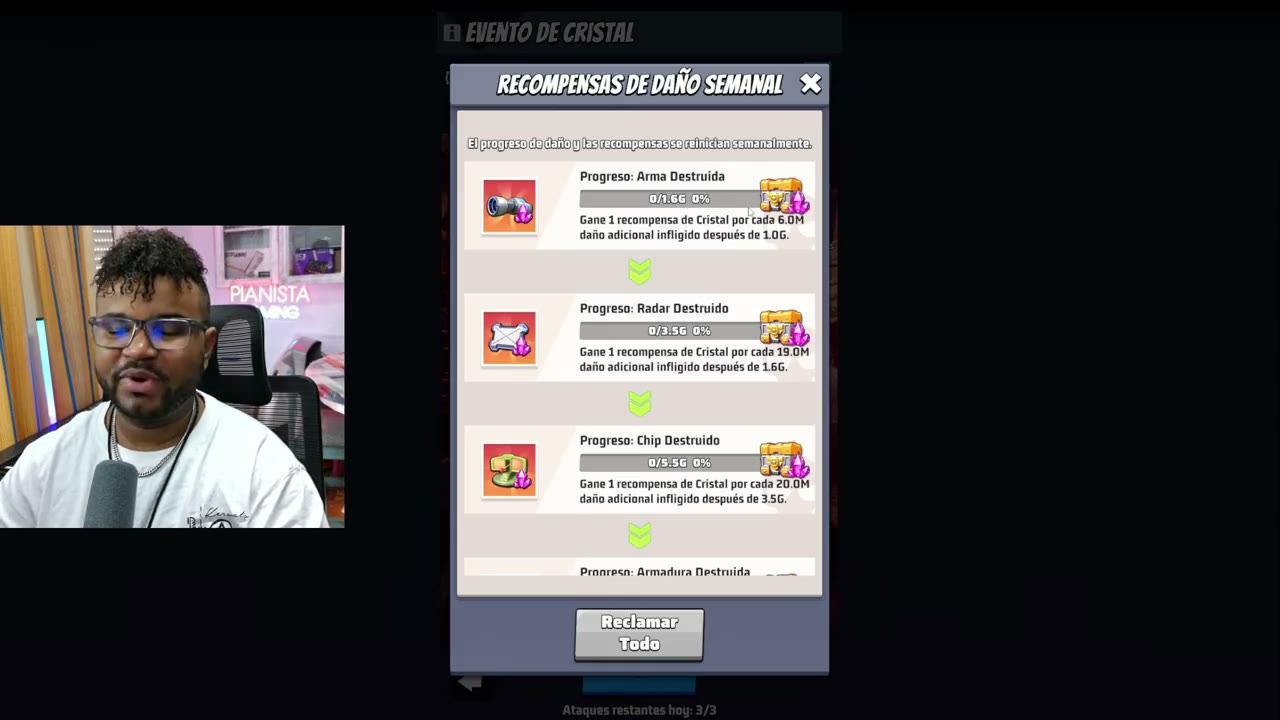 EVENTO DE CRISTAL
RECOMPENSAS DE DAÑO SEMANAL
El progreso de daño y las recompensas se reinician semanalmente.
Progreso: Arma Destruida
0/1.6G 0%
Gane 1 recompensa de Cristal por cada 6.0M
daño adicional infligido después de 1.0G.
Progreso: Radar Destruido
0/3.5G 0%
Gane 1 recompensa de Cristal por cada 19.0M
daño adicional infligido después de 1.6G.
Progreso: Chip Destruido
0/5.5G 0%
Gane 1 recompensa de Cristal por cada 20.0M
daño adicional infligido después de 3.5G.
Progreso: Armadura Destruida
Reclamar
Todo
Ataques restantes hoy: 3/3
PIANISTA